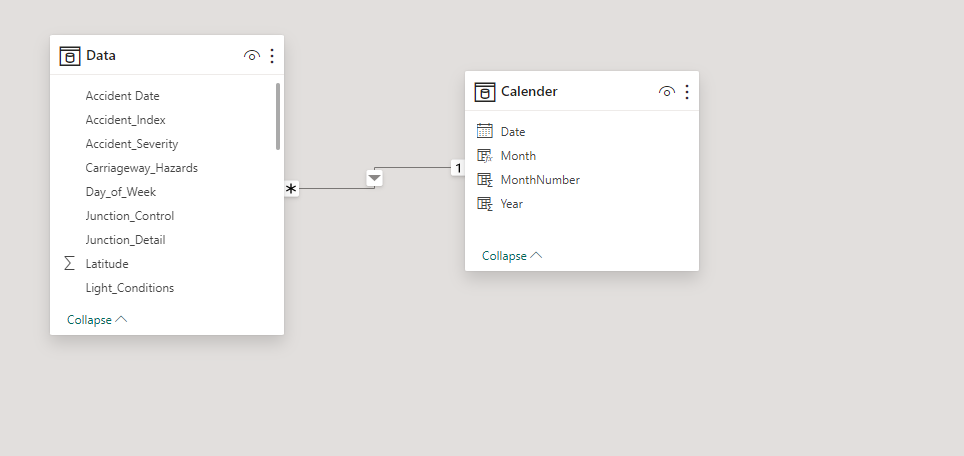 Data
Accident Date
Accident_Index
Accident_Severity
Carriageway_Hazards
Day_of_Week
Junction_Control
Junction_Detail
Latitude
Light_Conditions
Collapse
*
1
Calender
Date
Month
MonthNumber
Year
Collapse